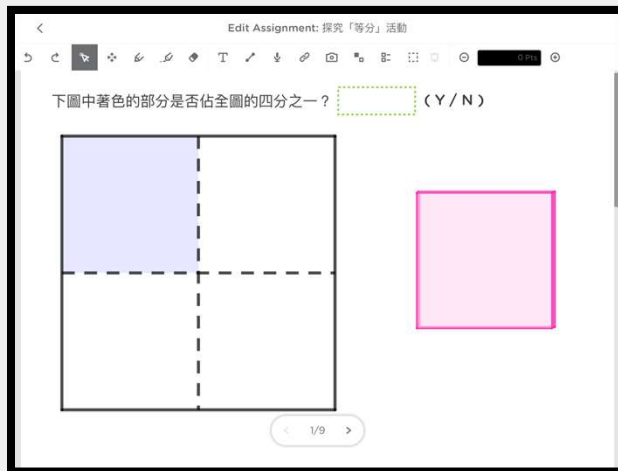 Edit Assignment: 探究「等分」活動
T
0 Pts
下圖中著色的部分是否佔全圖的四分之一？ (Y/N)
1/9